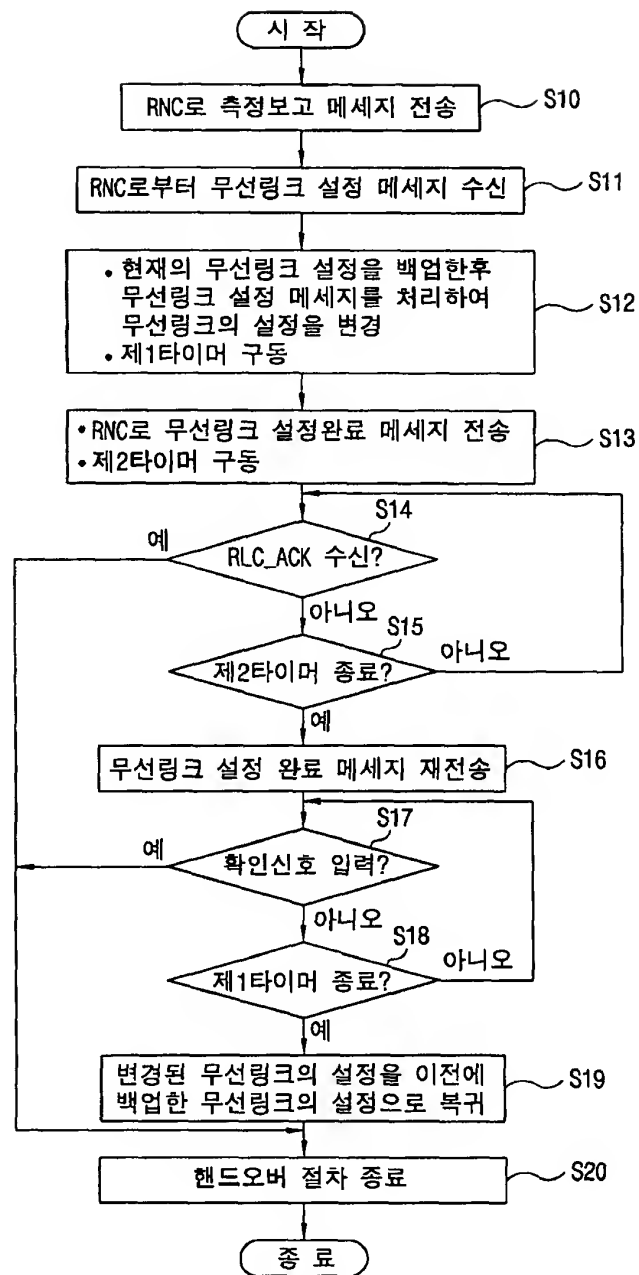 시 작
RNC로 측정보고 메세지 전송
S10
RNC로부터 무선링크 설정 메세지 수신
S11
• 현재의 무선링크 설정을 백업한후
무선링크 설정 메세지를 처리하여
무선링크의 설정을 변경
• 제1타이머 구동
S12
• RNC로 무선링크 설정완료 메세지 전송
• 제2타이머 구동
S13
S14
예
RLC_ACK 수신?
아니오
S15
제2타이머 종료?
아니오
예
무선링크 설정 완료 메세지 재전송
S16
S17
예
확인신호 입력?
아니오
S18
제1타이머 종료?
아니오
예
변경된 무선링크의 설정을 이전에
백업한 무선링크의 설정으로 복귀
S19
핸드오버 절차 종료
S20
종 료